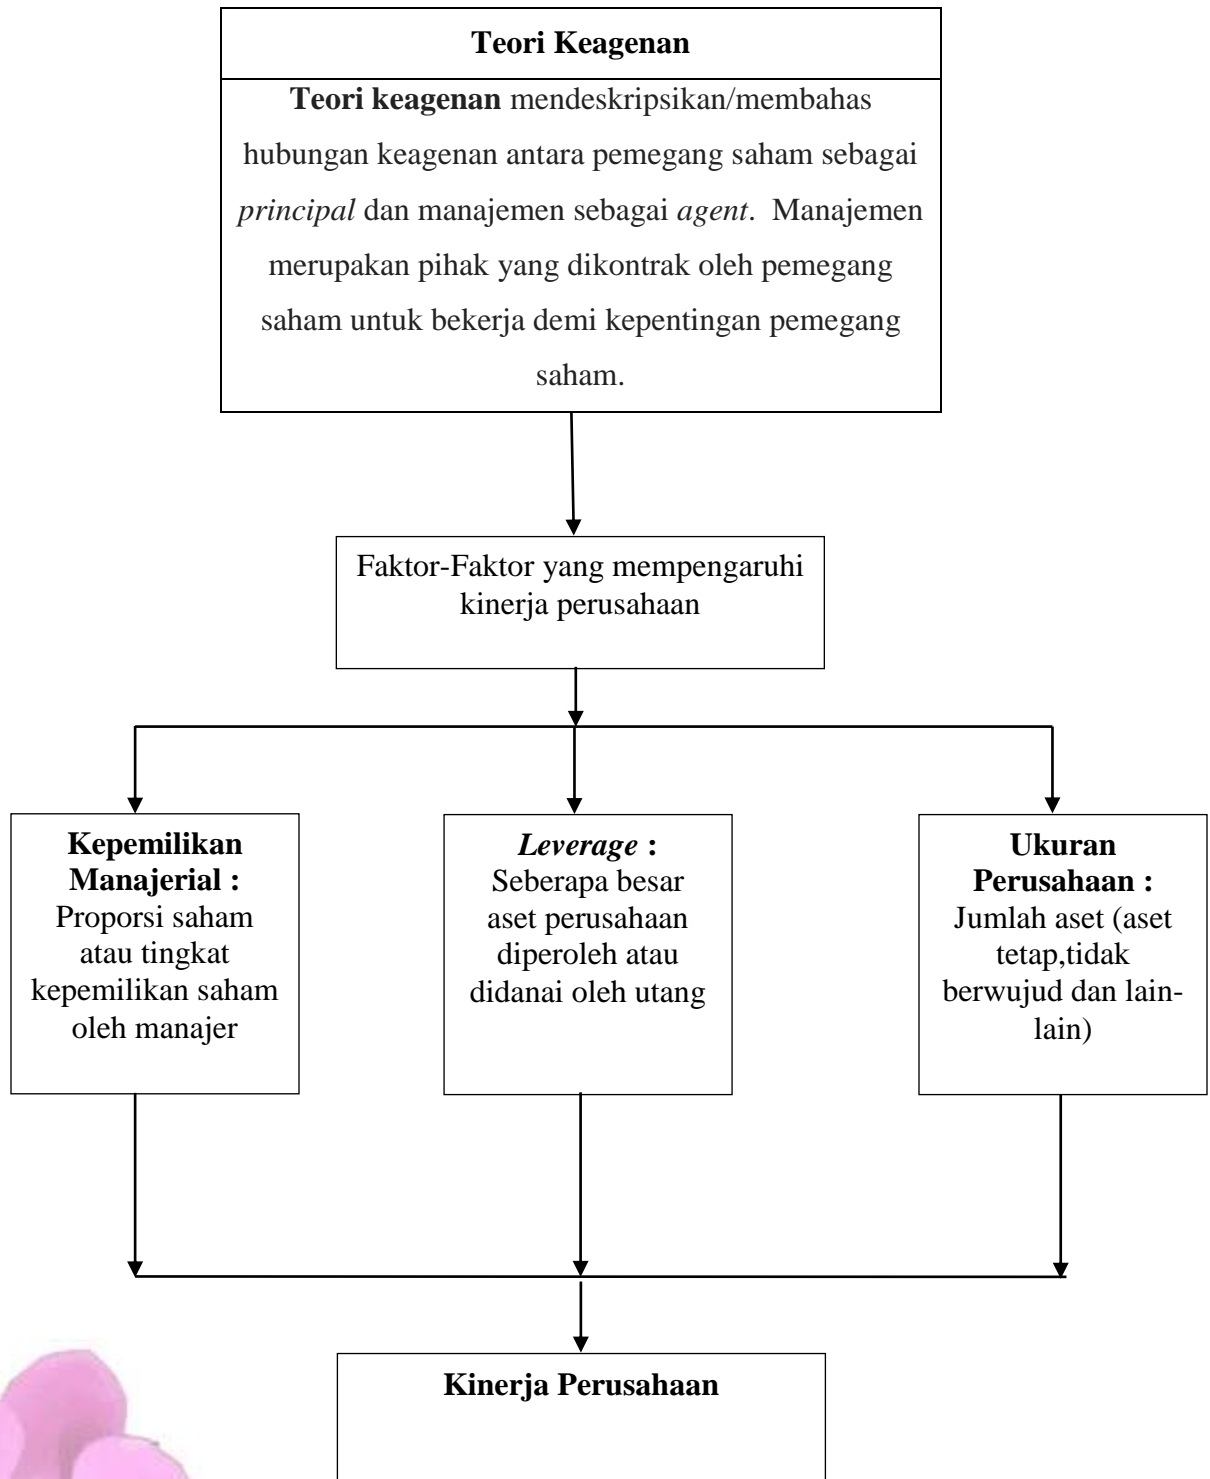 Teori Keagenan
Teori keagenan mendeskripsikan/membahas
hubungan keagenan antara pemegang saham sebagai
principal dan manajemen sebagai agent.  Manajemen
merupakan pihak yang dikontrak oleh pemegang
saham untuk bekerja demi kepentingan pemegang
saham.
Faktor-Faktor yang mempengaruhi
kinerja perusahaan
Kepemilikan
Manajerial :
Proporsi saham
atau tingkat
kepemilikan saham
oleh manajer
Leverage :
Seberapa besar
aset perusahaan
diperoleh atau
didanai oleh utang
Ukuran
Perusahaan :
Jumlah aset (aset
tetap,tidak
berwujud dan lain-
lain)
Kinerja Perusahaan